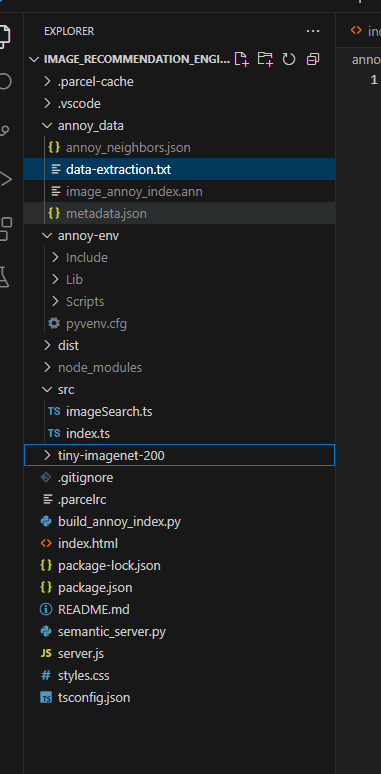 EXPLORER
IMAGE_RECOMMENDATION_ENGI...
.parcel-cache
.vscode
annoy_data
{} annoy_neighbors.json
data-extraction.txt
image_annoy_index.ann
{} metadata.json
annoy-env
Include
Lib
Scripts
pyvenv.cfg
dist
node_modules
src
TS imageSearch.ts
TS index.ts
tiny-imagenet-200
.gitignore
.parcelrc
build_annoy_index.py
<> index.html
{} package-lock.json
{} package.json
README.md
semantic_server.py
JS server.js
# styles.css
TS tsconfig.json
<> ind
anno
1